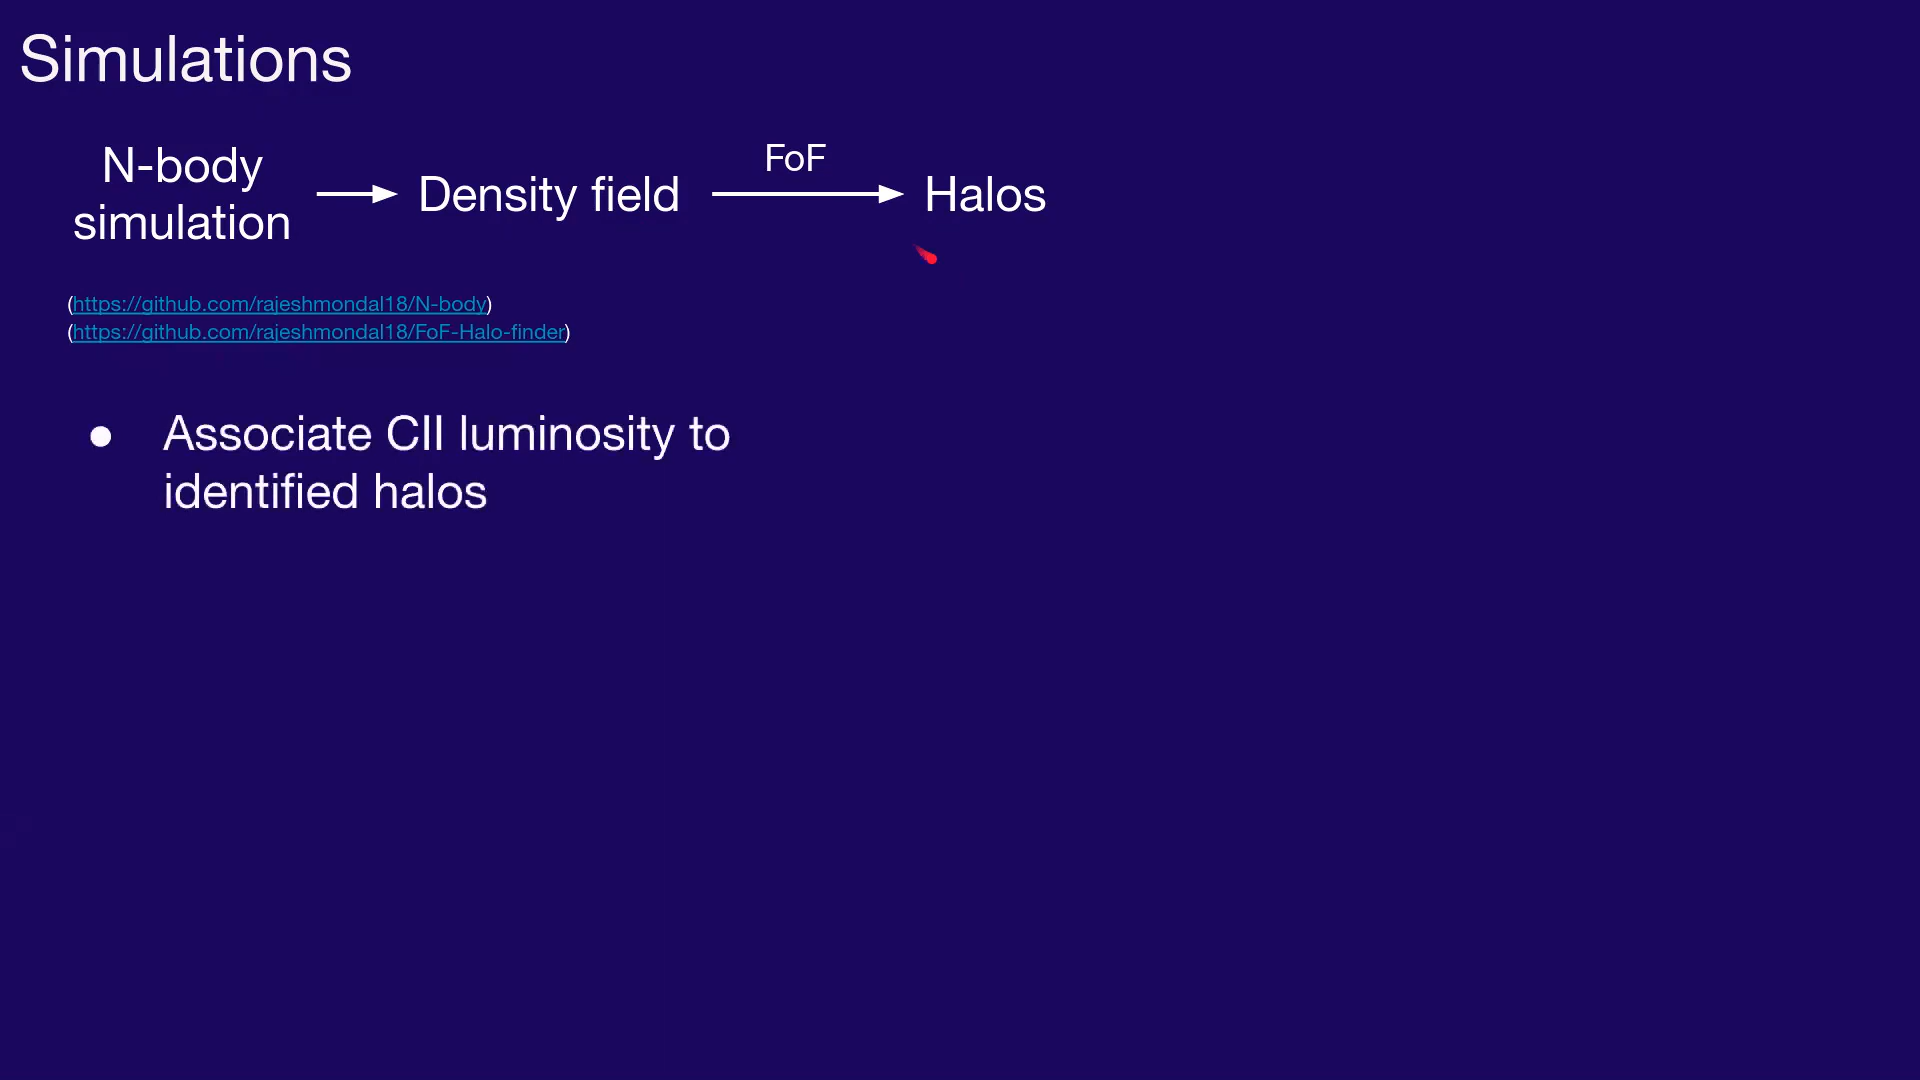 Simulations
N-body
simulation
Density field
FoF
Halos
(https://github.com/rajeshmondal18/N-body)
(https://github.com/rajeshmondal18/FoF-Halo-finder)
● Associate CII luminosity to
identified halos